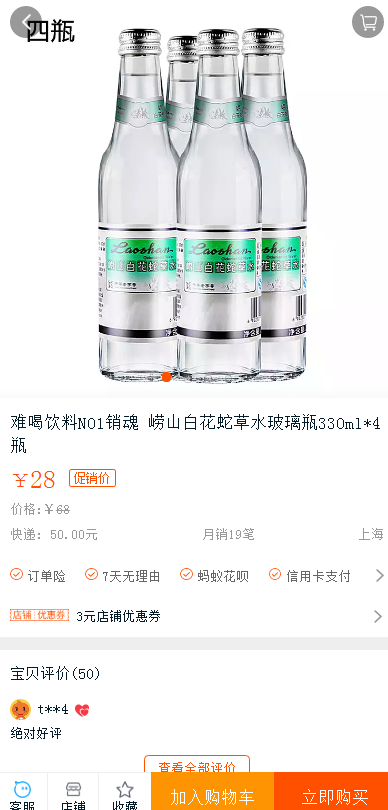 四瓶
Laoshan
崂山白花蛇草水
难喝饮料NO1销魂 崂山白花蛇草水玻璃瓶330ml*4
瓶
￥28 促销价
价格:￥68
快递: 50.00元 月销19笔 上海
订单险 7天无理由 蚂蚁花呗 信用卡支付
店铺 优惠券 3元店铺优惠券
宝贝评价(50)
t**4
绝对好评
查看全部评价
客服 店铺 收藏 加入购物车 立即购买